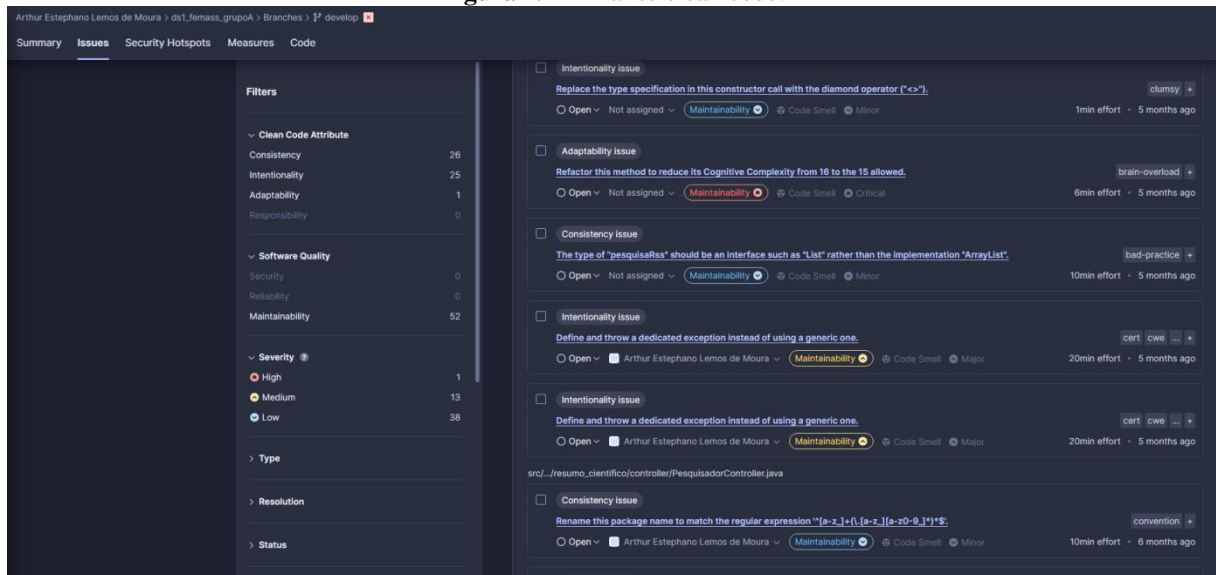 Arthur Estephano Lemos de Moura > ds1_femass_grupoA > Branches > develop
Summary Issues Security Hotspots Measures Code
Filters
Clean Code Attribute
Consistency 26
Intentionality 25
Adaptability 1
Responsibility 0
Software Quality
Security 0
Reliability 0
Maintainability 52
Severity ?
High 1
Medium 13
Low 38
Type
Resolution
Status
Intentionality issue
Replace the type specification in this constructor call with the diamond operator ("<>"). clumsy +
Open Not assigned Maintainability Code Smell Minor 1min effort • 5 months ago
Adaptability issue
Refactor this method to reduce its Cognitive Complexity from 16 to the 15 allowed. brain-overload +
Open Not assigned Maintainability Code Smell Critical 6min effort • 5 months ago
Consistency issue
The type of "pesquisaRss" should be an interface such as "List" rather than the implementation "ArrayList". bad-practice +
Open Not assigned Maintainability Code Smell Minor 10min effort • 5 months ago
Intentionality issue
Define and throw a dedicated exception instead of using a generic one. cert cwe ... +
Open Arthur Estephano Lemos de Moura Maintainability Code Smell Major 20min effort • 5 months ago
Intentionality issue
Define and throw a dedicated exception instead of using a generic one. cert cwe ... +
Open Arthur Estephano Lemos de Moura Maintainability Code Smell Major 20min effort • 5 months ago
src/.../resumo_cientifico/controller/PesquisadorController.java
Consistency issue
Rename this package name to match the regular expression '^[a-z_]+(\.[a-z_][a-z0-9_]*)*$'. convention +
Open Arthur Estephano Lemos de Moura Maintainability Code Smell Minor 10min effort • 6 months ago